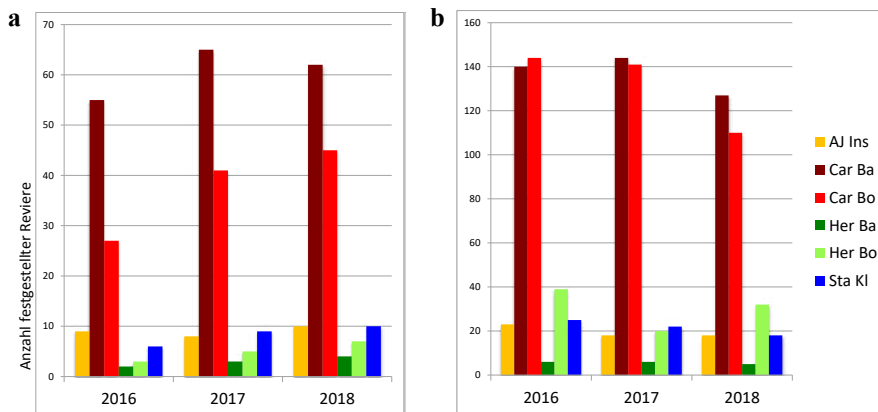 a
70
60
50
40
30
20
10
0
Anzahl festgestellter Reviere
2016 2017 2018
b
160
140
120
100
80
60
40
20
0
2016 2017 2018
AJ Ins
Car Ba
Car Bo
Her Ba
Her Bo
Sta Kl